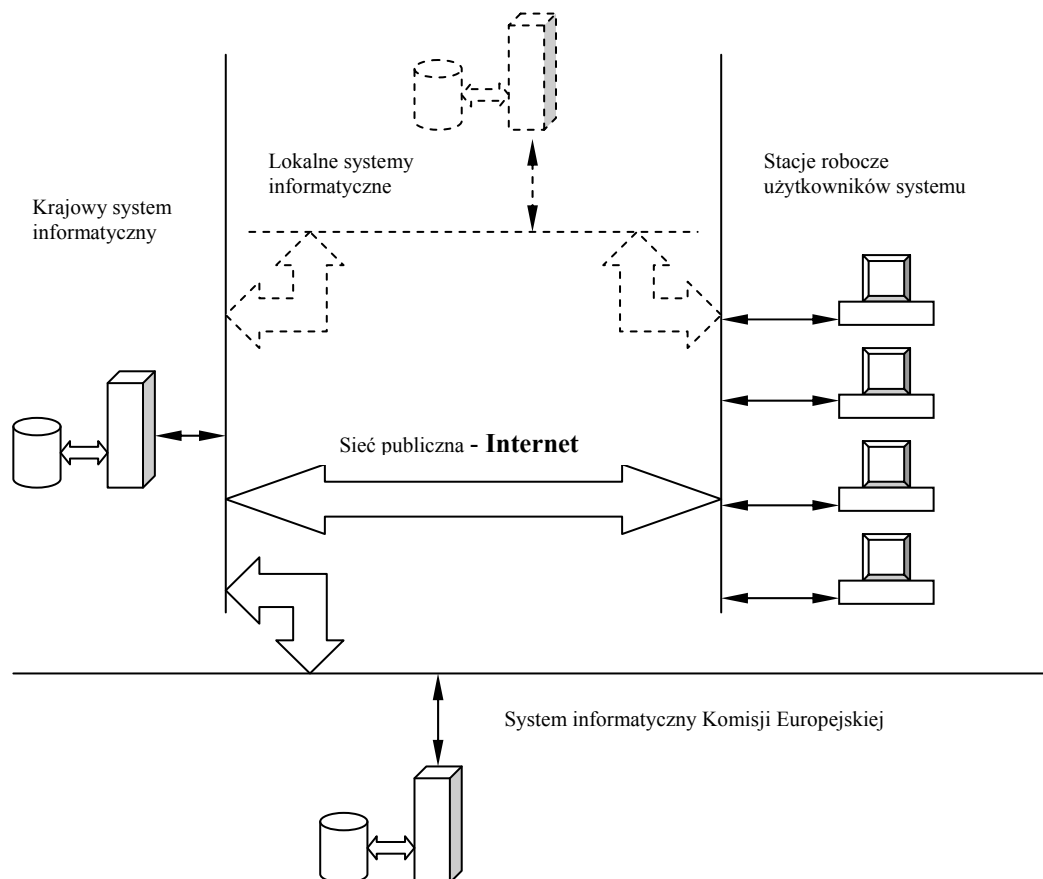 Lokalne systemy
informatyczne
Stacje robocze
użytkowników systemu
Krajowy system
informatyczny
Sieć publiczna - Internet
System informatyczny Komisji Europejskiej